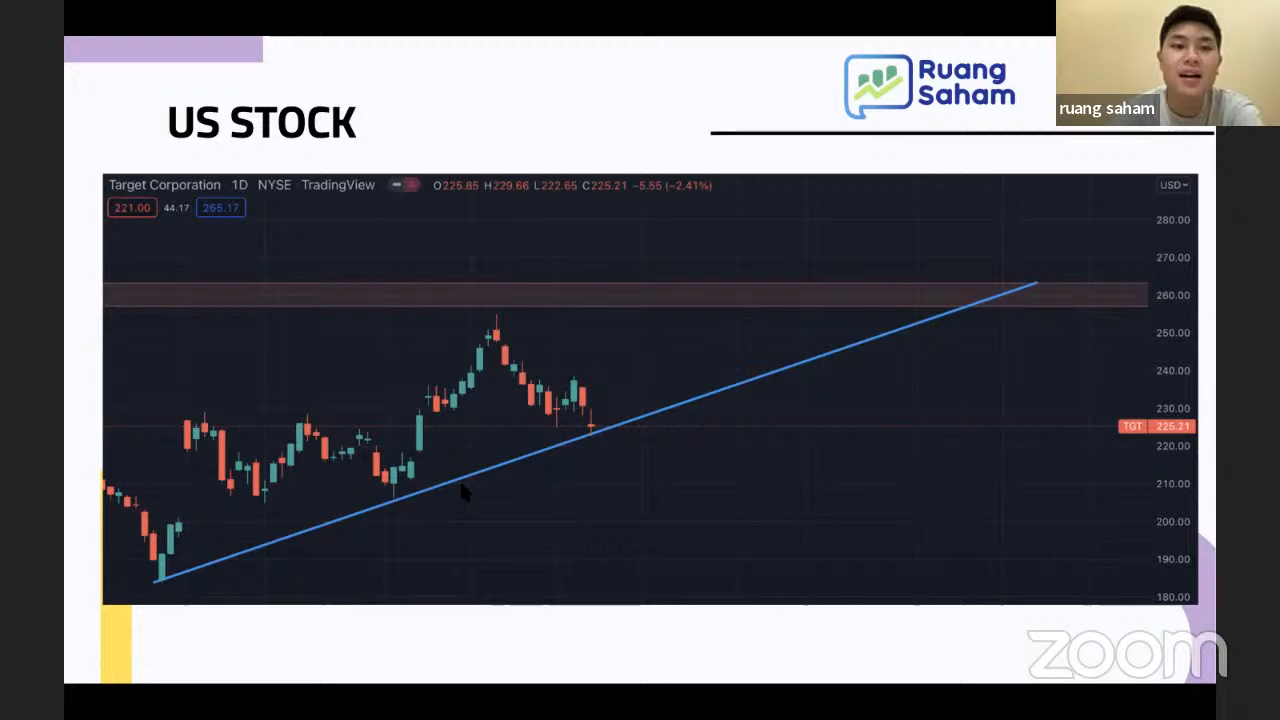 Ruang
Saham
ruang saham
US STOCK
Target Corporation 1D NYSE TradingView O225.85 H229.66 L222.65 C225.21 −5.55 (−2.41%)
USD
221.00 44.17 265.17
280.00
270.00
260.00
250.00
240.00
230.00
TGT 225.21
220.00
210.00
200.00
190.00
180.00
zoom